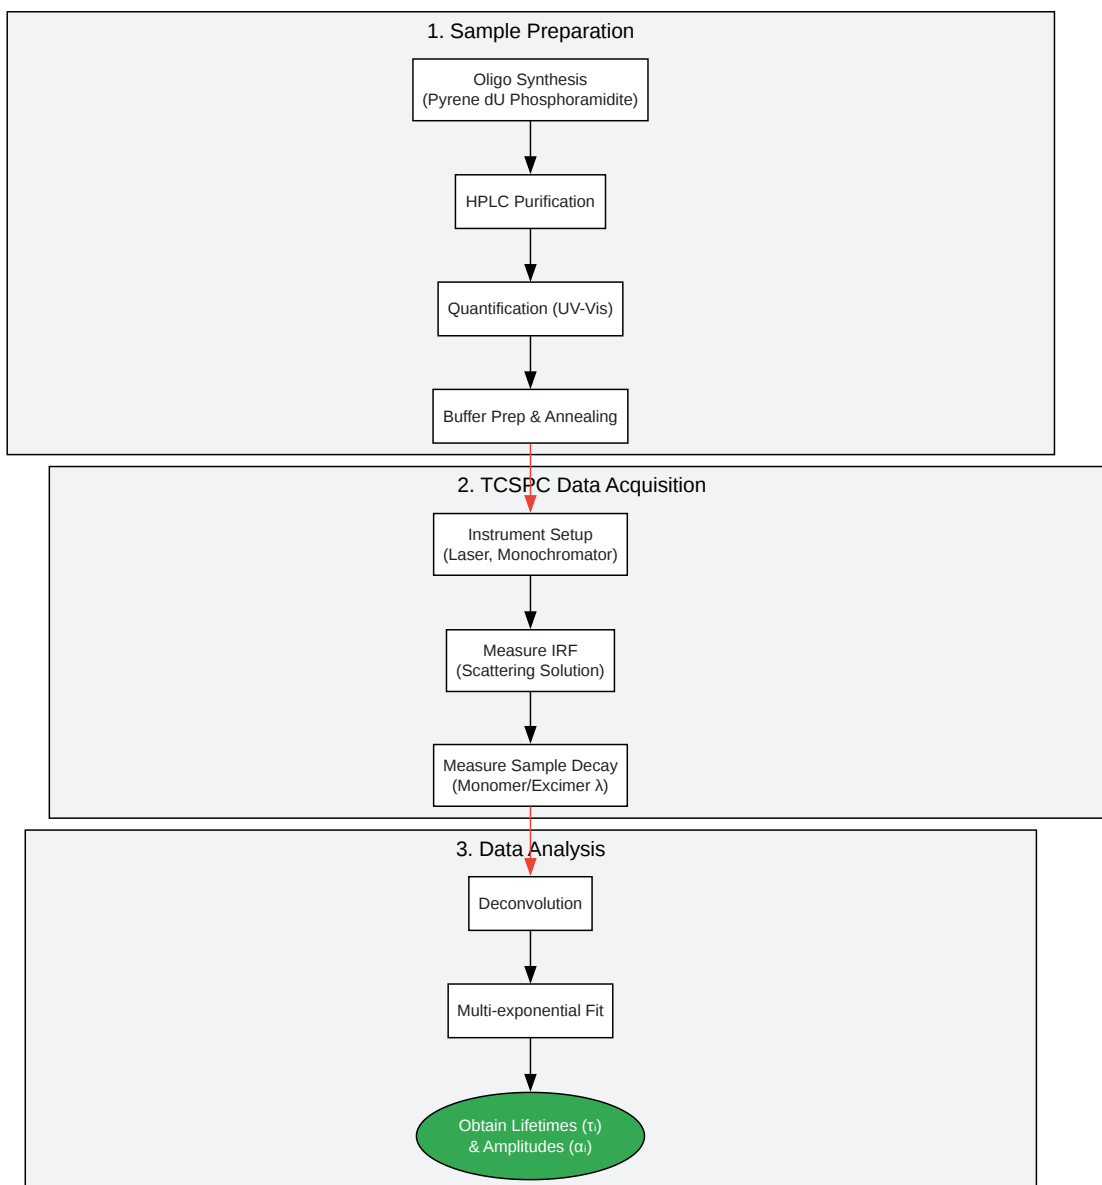 1. Sample Preparation
Oligo Synthesis
(Pyrene dU Phosphoramidite)
HPLC Purification
Quantification (UV-Vis)
Buffer Prep & Annealing
2. TCSPC Data Acquisition
Instrument Setup
(Laser, Monochromator)
Measure IRF
(Scattering Solution)
Measure Sample Decay
(Monomer/Excimer λ)
3. Data Analysis
Deconvolution
Multi-exponential Fit
Obtain Lifetimes (τᵢ)
& Amplitudes (αᵢ)